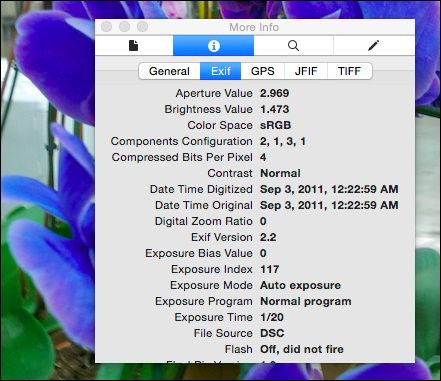 More Info
General Exif GPS JFIF TIFF
Aperture Value 2.969
Brightness Value 1.473
Color Space sRGB
Components Configuration 2, 1, 3, 1
Compressed Bits Per Pixel 4
Contrast Normal
Date Time Digitized Sep 3, 2011, 12:22:59 AM
Date Time Original Sep 3, 2011, 12:22:59 AM
Digital Zoom Ratio 0
Exif Version 2.2
Exposure Bias Value 0
Exposure Index 117
Exposure Mode Auto exposure
Exposure Program Normal program
Exposure Time 1/20
File Source DSC
Flash Off, did not fire